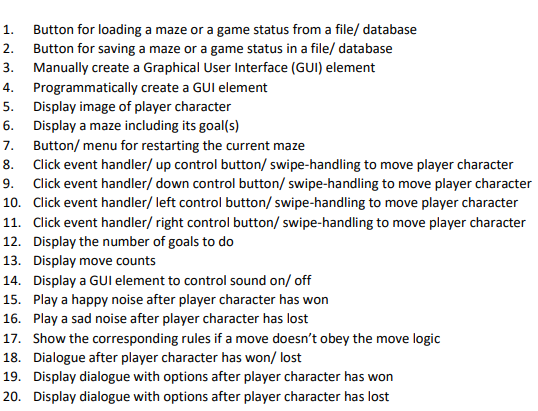 1. Button for loading a maze or a game status from a file/ database
2. Button for saving a maze or a game status in a file/ database
3. Manually create a Graphical User Interface (GUI) element
4. Programmatically create a GUI element
5. Display image of player character
6. Display a maze including its goal(s)
7. Button/ menu for restarting the current maze
8. Click event handler/ up control button/ swipe-handling to move player character
9. Click event handler/ down control button/ swipe-handling to move player character
10. Click event handler/ left control button/ swipe-handling to move player character
11. Click event handler/ right control button/ swipe-handling to move player character
12. Display the number of goals to do
13. Display move counts
14. Display a GUI element to control sound on/ off
15. Play a happy noise after player character has won
16. Play a sad noise after player character has lost
17. Show the corresponding rules if a move doesn’t obey the move logic
18. Dialogue after player character has won/ lost
19. Display dialogue with options after player character has won
20. Display dialogue with options after player character has lost